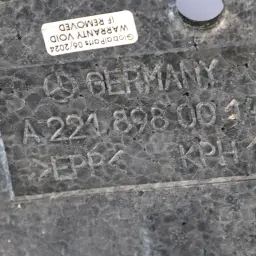 GlobalParts 06/2024
WARRANTY VOID
IF REMOVED
GERMANY
A 221 898 00
>EPP< KPH